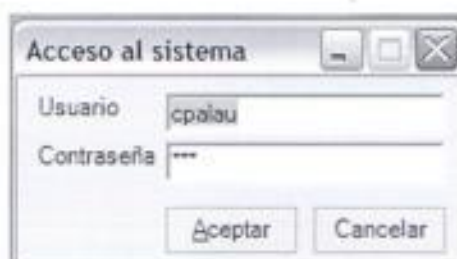 Acceso al sistema
Usuario cpalau
Contraseña ***
Aceptar Cancelar